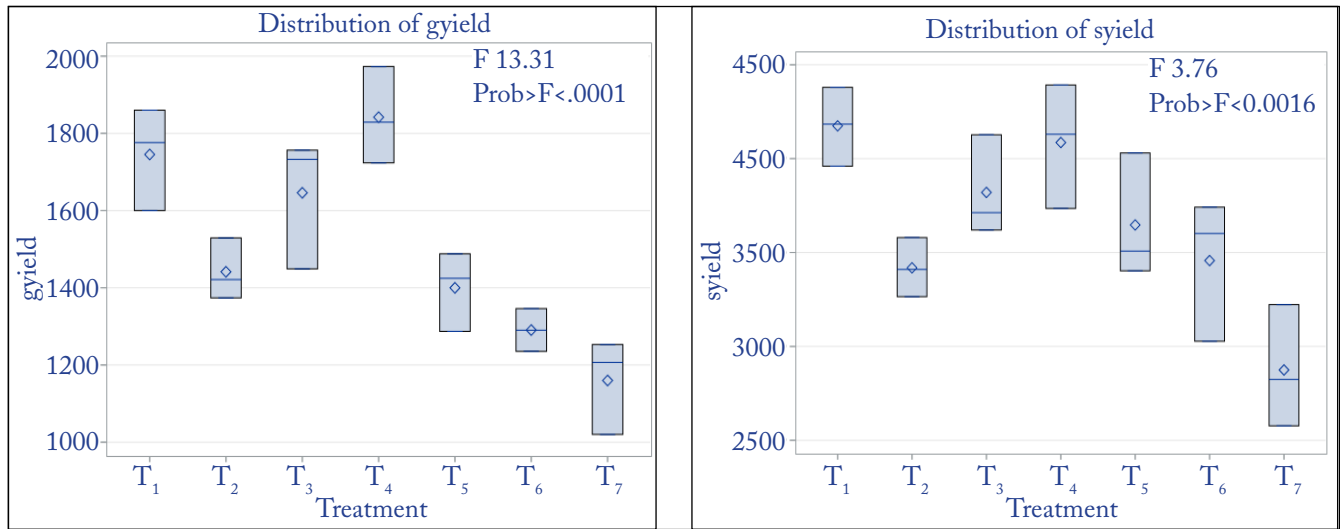 Distribution of gyield
F 13.31
Prob>F<.0001
2000
1800
1600
1400
1200
1000
gyield
T1 T2 T3 T4 T5 T6 T7
Treatment
Distribution of syield
F 3.76
Prob>F<0.0016
4500
4500
3500
3000
2500
syield
T1 T2 T3 T4 T5 T6 T7
Treatment